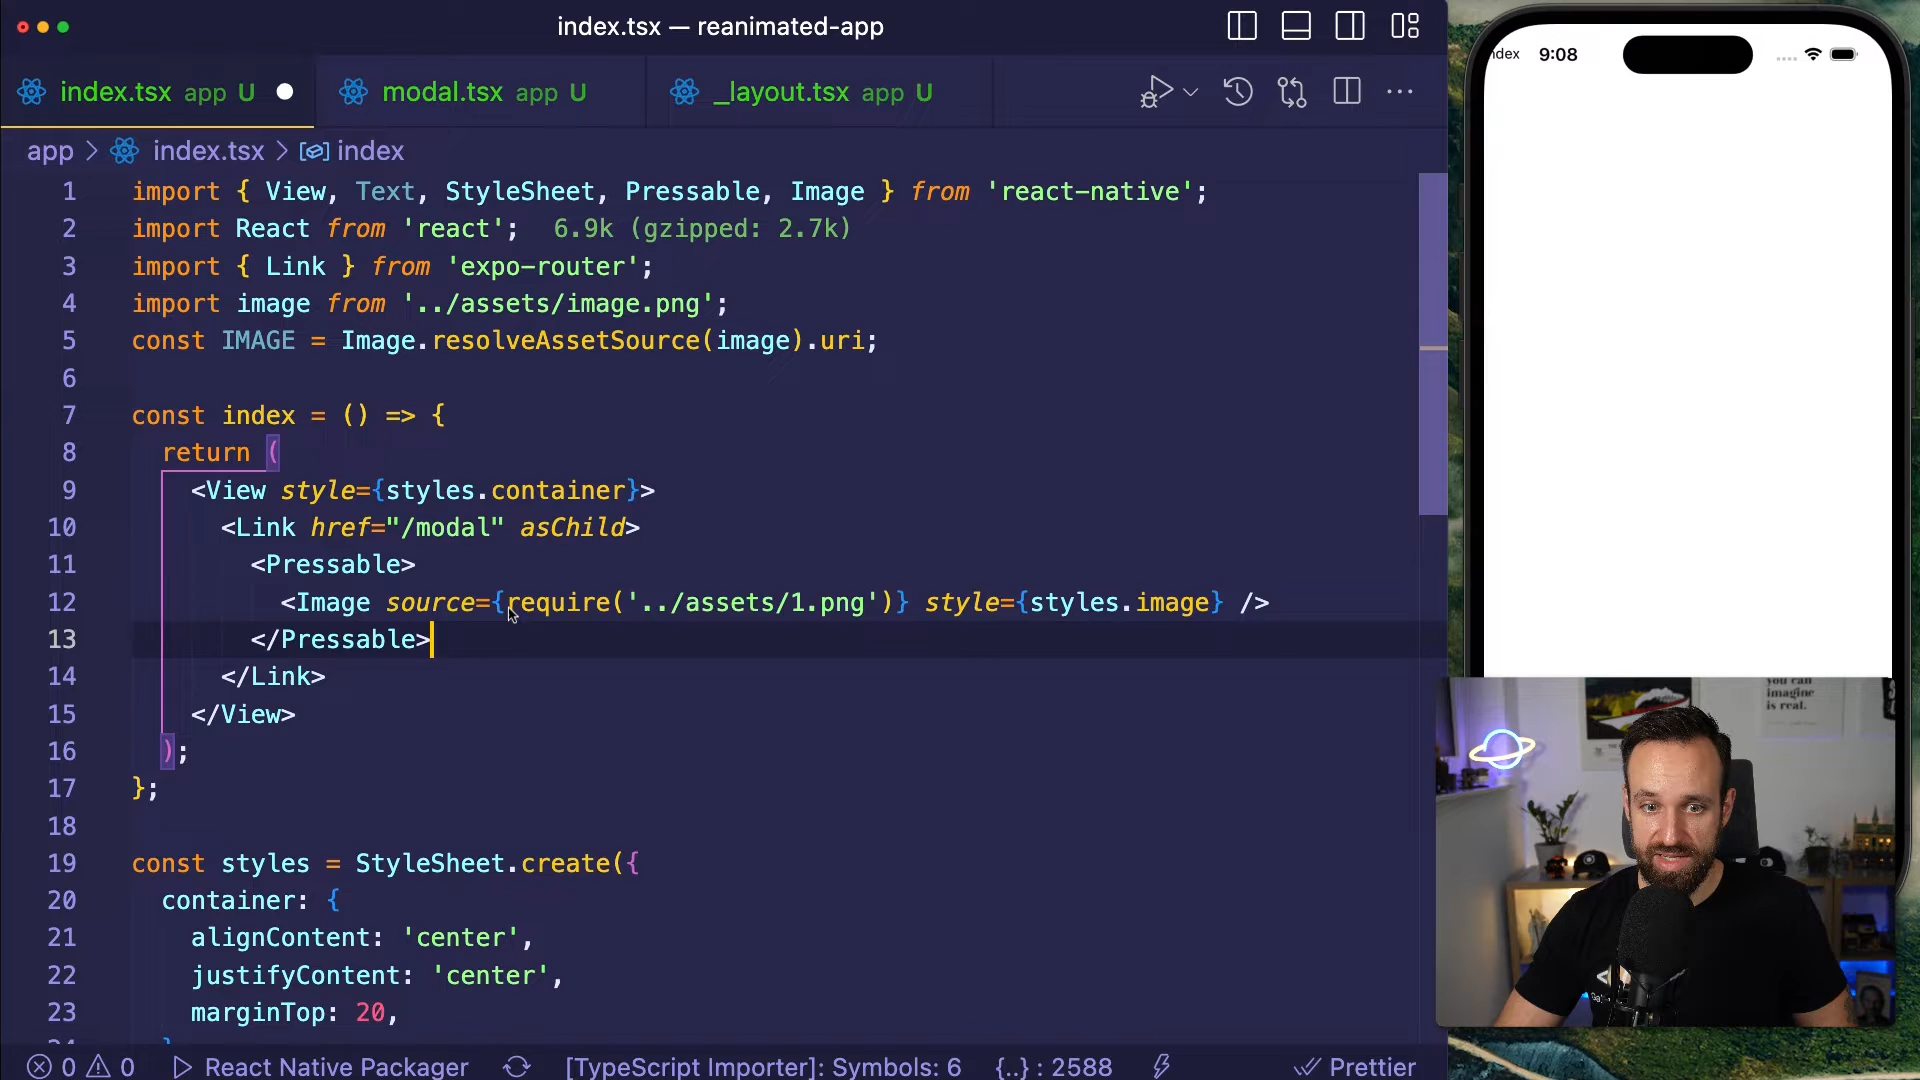 index.tsx — reanimated-app
index.tsx app U
modal.tsx app U
_layout.tsx app U
app > index.tsx > index
1 import { View, Text, StyleSheet, Pressable, Image } from 'react-native';
2 import React from 'react'; 6.9k (gzipped: 2.7k)
3 import { Link } from 'expo-router';
4 import image from '../assets/image.png';
5 const IMAGE = Image.resolveAssetSource(image).uri;
6
7 const index = () => {
8 return (
9 <View style={styles.container}>
10 <Link href="/modal" asChild>
11 <Pressable>
12 <Image source={require('../assets/1.png')} style={styles.image} />
13 </Pressable>
14 </Link>
15 </View>
16 );
17 };
18
19 const styles = StyleSheet.create({
20 container: {
21 alignContent: 'center',
22 justifyContent: 'center',
23 marginTop: 20,
0 0 React Native Packager [TypeScript Importer]: Symbols: 6 {..} : 2588 Prettier
9:08
you can
imagine
is real.